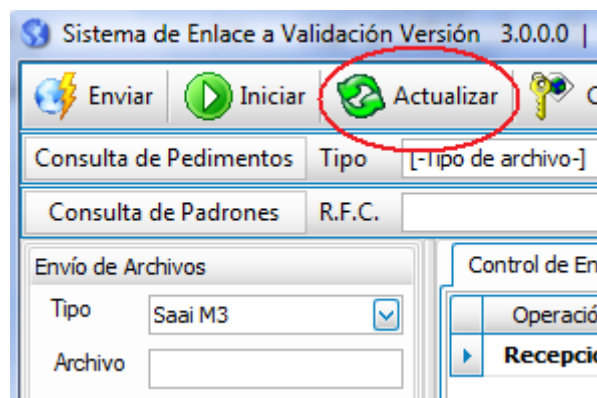 Sistema de Enlace a Validación Versión 3.0.0.0 |
Enviar Iniciar Actualizar
Consulta de Pedimentos Tipo [-Tipo de archivo-]
Consulta de Padrones R.F.C.
Envío de Archivos Control de En
Tipo Saai M3 Operació
Archivo Recepci